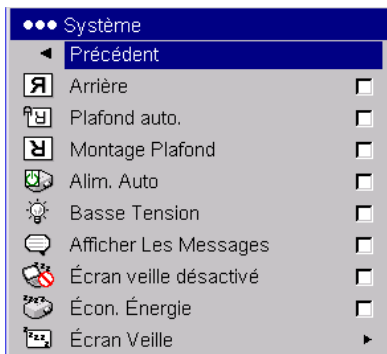 Système
Précédent
Arrière
Plafond auto.
Montage Plafond
Alim. Auto
Basse Tension
Afficher Les Messages
Écran veille désactivé
Écon. Énergie
Écran Veille